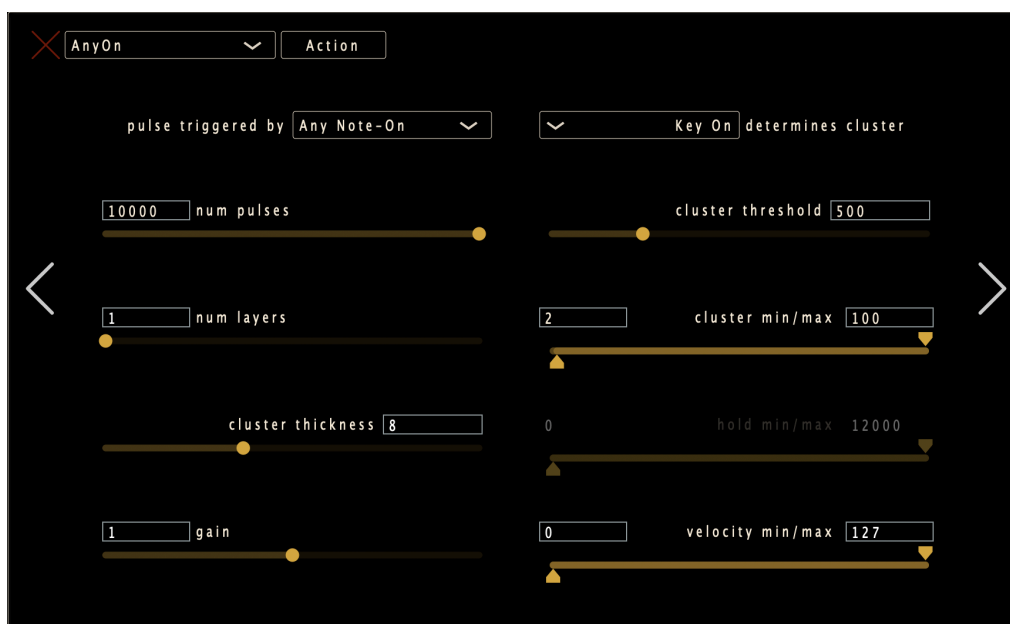 AnyOn Action
pulse triggered by Any Note-On Key On determines cluster
10000 num pulses cluster threshold 500
1 num layers 2 cluster min/max 100
cluster thickness 8 0 hold min/max 12000
1 gain 0 velocity min/max 127